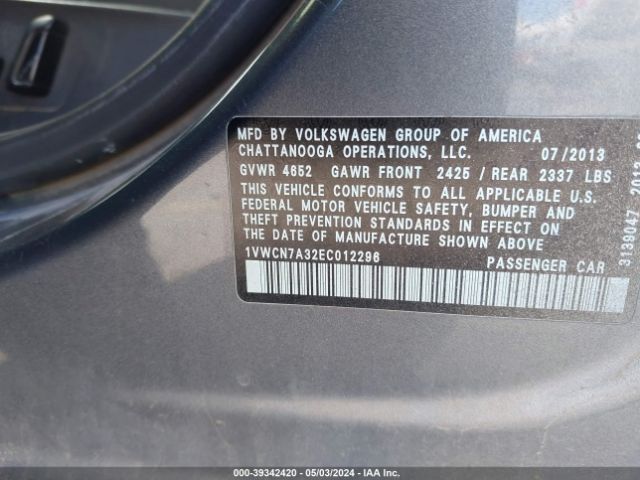 MFD BY VOLKSWAGEN GROUP OF AMERICA
CHATTANOOGA OPERATIONS, LLC. 07/2013
GVWR 4652 GAWR FRONT 2425 / REAR 2337 LBS
THIS VEHICLE CONFORMS TO ALL APPLICABLE U.S.
FEDERAL MOTOR VEHICLE SAFETY, BUMPER AND
THEFT PREVENTION STANDARDS IN EFFECT ON
THE DATE OF MANUFACTURE SHOWN ABOVE
1VWCN7A32EC012296 PASSENGER CAR
3139047 2013
000-39342420 - 05/03/2024 - IAA Inc.